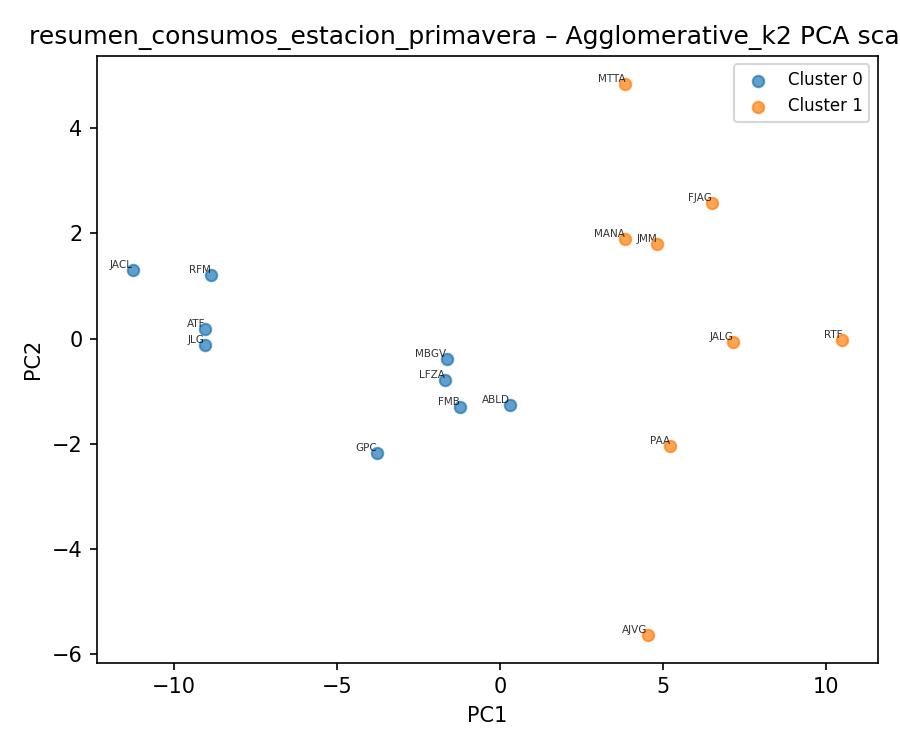 resumen_consumos_estacion_primavera – Agglomerative_k2 PCA sca
Cluster 0
Cluster 1
MTTA
FJAG
MANA
JMM
JACL
RFM
ATF
JLG
JALG
RTF
MBGV
LFZA
FMB
ABLD
PAA
GPC
AJVG
4
2
0
−2
−4
−6
PC2
−10
−5
0
5
10
PC1